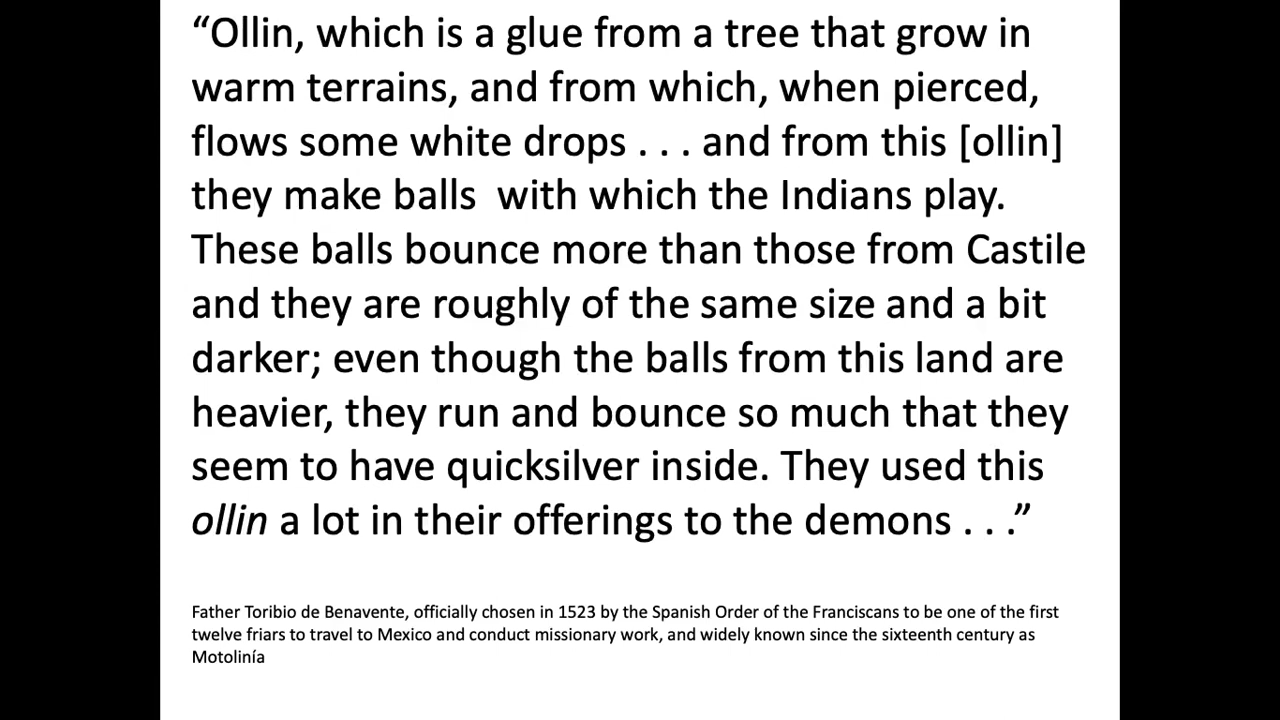 “Ollin, which is a glue from a tree that grow in
warm terrains, and from which, when pierced,
flows some white drops . . . and from this [ollin]
they make balls  with which the Indians play.
These balls bounce more than those from Castile
and they are roughly of the same size and a bit
darker; even though the balls from this land are
heavier, they run and bounce so much that they
seem to have quicksilver inside. They used this
ollin a lot in their offerings to the demons . . .”
Father Toribio de Benavente, officially chosen in 1523 by the Spanish Order of the Franciscans to be one of the first
twelve friars to travel to Mexico and conduct missionary work, and widely known since the sixteenth century as
Motolinía